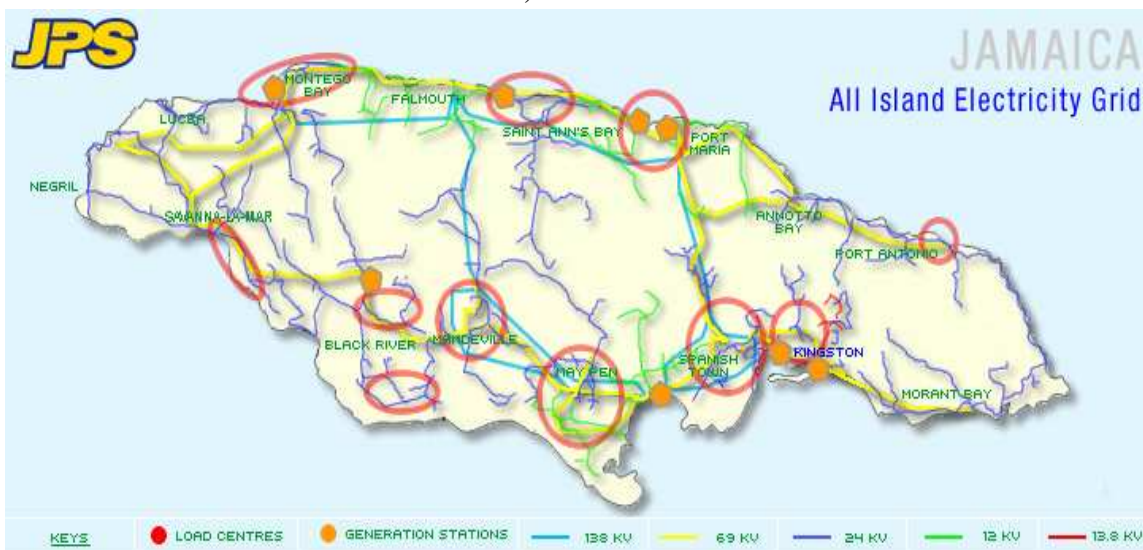 JPS
JAMAICA
All Island Electricity Grid
MONTEGO
BAY
FALMOUTH
LUCEA
SAINT ANN'S BAY
PORT
MARIA
NEGRIL
SAVANNA-LA-MAR
ANNOTTO
BAY
PORT ANTONIO
BLACK RIVER
MANDEVILLE
SPANISH
TOWN
KINGSTON
MAY PEN
MORANT BAY
KEYS LOAD CENTRES GENERATION STATIONS 138 KV 69 KV 24 KV 12 KV 13.8 KV